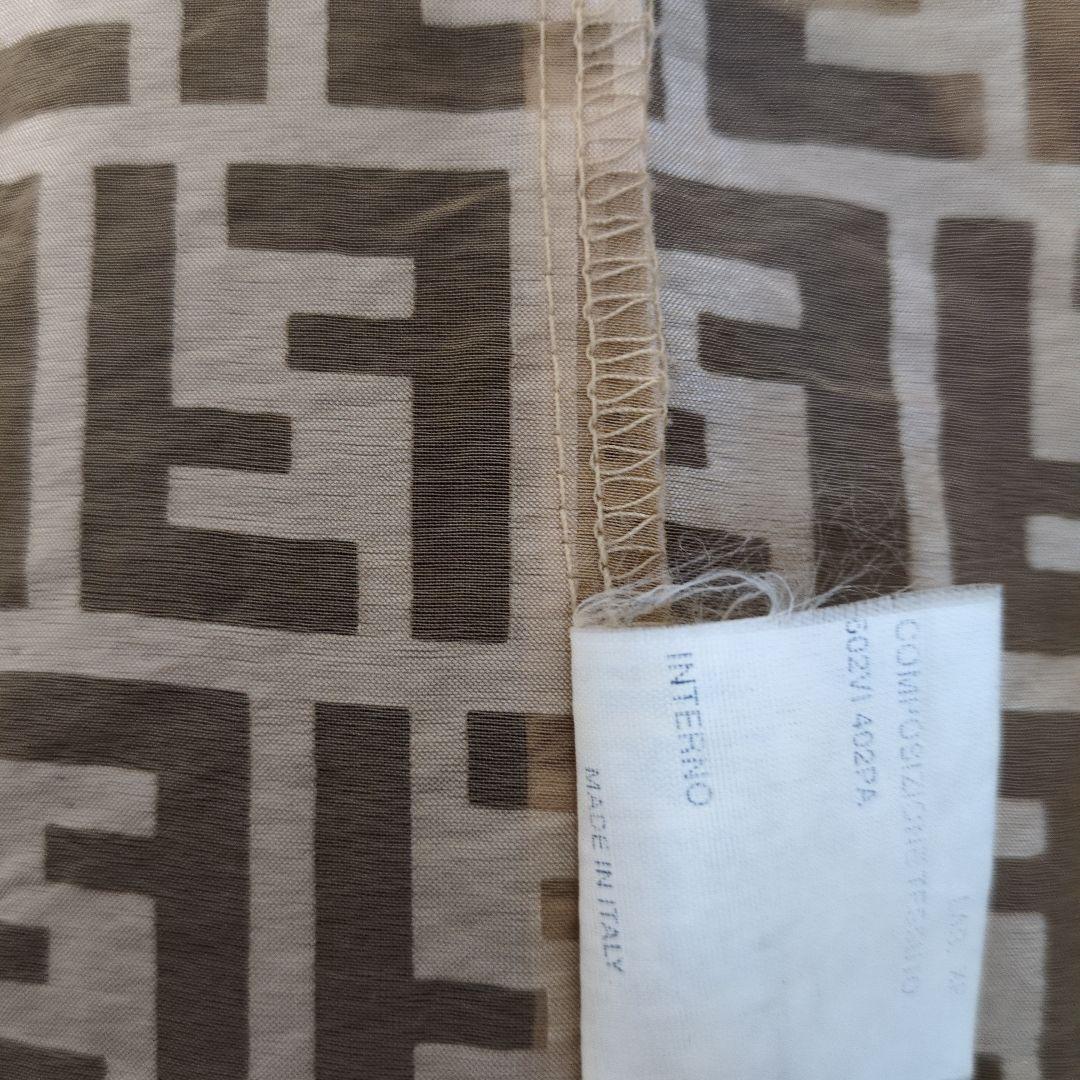 COMPOSIZIONE TESSUTO
60%VI 40%PA
INTERNO
MADE IN ITALY